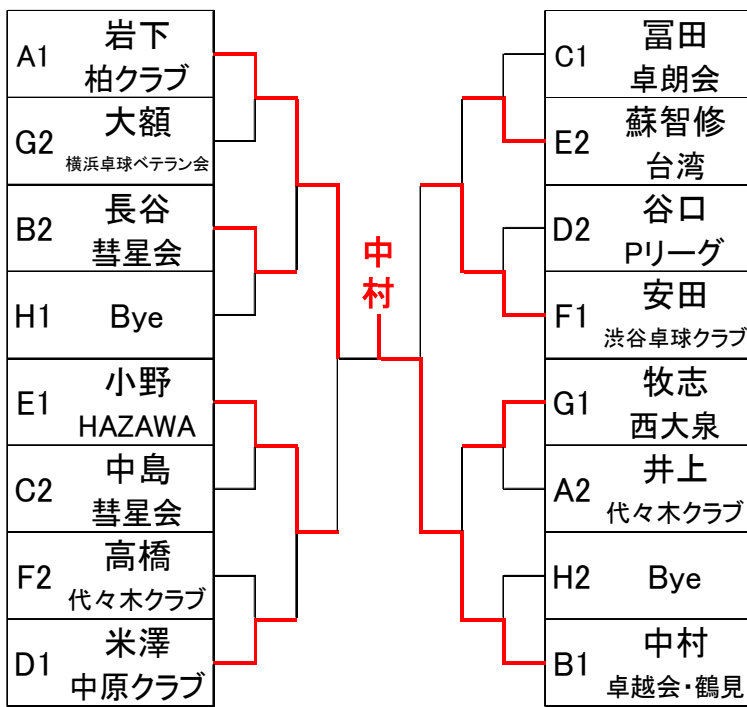 A1
岩下
柏クラブ
G2
大額
横浜卓球ベテラン会
B2
長谷
彗星会
H1
Bye
E1
小野
HAZAWA
C2
中島
彗星会
F2
高橋
代々木クラブ
D1
米澤
中原クラブ
中村
C1
冨田
卓朗会
E2
蘇智修
台湾
D2
谷口
Pリーグ
F1
安田
渋谷卓球クラブ
G1
牧志
西大泉
A2
井上
代々木クラブ
H2
Bye
B1
中村
卓越会・鶴見